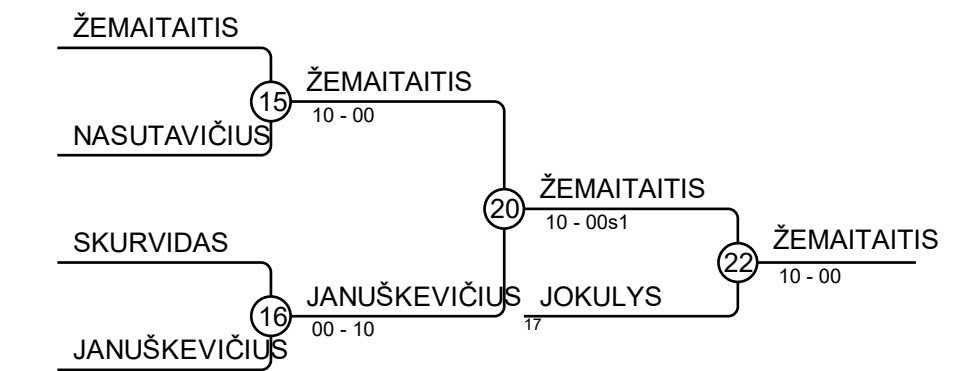 ŽEMAITAITIS
15
NASUTAVIČIUS
ŽEMAITAITIS
10 - 00
SKURVIDAS
16
JANUŠKEVIČIUS
JANUŠKEVIČIUS
00 - 10
20
ŽEMAITAITIS
10 - 00s1
JOKULYS
17
22
ŽEMAITAITIS
10 - 00